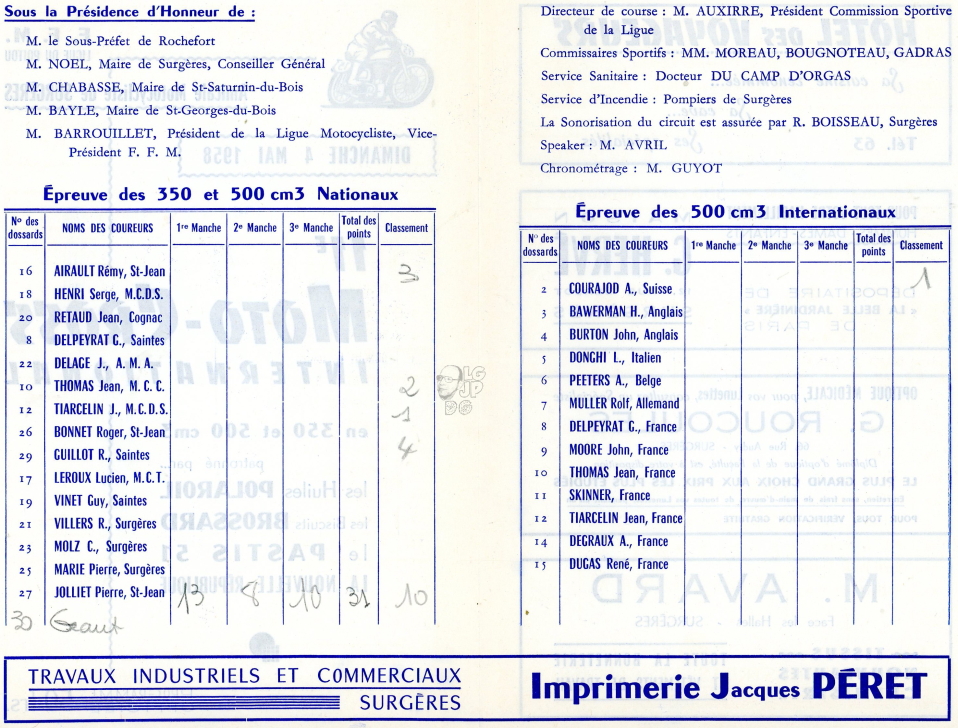 Sous la Présidence d'Honneur de :
M. le Sous-Préfet de Rochefort
M. NOEL, Maire de Surgères, Conseiller Général
M. CHABASSE, Maire de St-Saturnin-du-Bois
M. BAYLE, Maire de St-Georges-du-Bois
M. BARROUILLET, Président de la Ligue Motocycliste, Vice-
Président F. F. M.
Épreuve des 350 et 500 cm3 Nationaux
Nº des dossards NOMS DES COUREURS 1re Manche 2e Manche 3e Manche Total des points Classement
16 AIRAULT Rémy, St-Jean 3
18 HENRI Serge, M.C.D.S.
20 RETAUD Jean, Cognac
8 DELPEYRAT G., Saintes
22 DELAGE J., A. M. A.
10 THOMAS Jean, M. C. C. 2
12 TIARCELIN J., M.C.D.S. 1
26 BONNET Roger, St-Jean 4
29 GUILLOT R., Saintes
17 LEROUX Lucien, M.C.T.
19 VINET Guy, Saintes
21 VILLERS R., Surgères
23 MOLZ C., Surgères
25 MARIE Pierre, Surgères
27 JOLLIET Pierre, St-Jean 13 8 10 31 10
30
LG
JP
DG
Directeur de course : M. AUXIRRE, Président Commission Sportive
de la Ligue
Commissaires Sportifs : MM. MOREAU, BOUGNOTEAU, GADRAS
Service Sanitaire : Docteur DU CAMP D'ORGAS
Service d'Incendie : Pompiers de Surgères
La Sonorisation du circuit est assurée par R. BOISSEAU, Surgères
Speaker : M. AVRIL
Chronométrage : M. GUYOT
Épreuve des 500 cm3 Internationaux
Nº des dossards NOMS DES COUREURS 1re Manche 2e Manche 3e Manche Total des points Classement
2 COURAJOD A., Suisse 1
3 BAWERMAN H., Anglais
4 BURTON John, Anglais
5 DONGHI L., Italien
6 PEETERS A., Belge
7 MULLER Rolf, Allemand
8 DELPEYRAT G., France
9 MOORE John, France
10 THOMAS Jean, France
11 SKINNER, France
12 TIARCELIN Jean, France
14 DEGRAUX A., France
15 DUGAS René, France
TRAVAUX INDUSTRIELS ET COMMERCIAUX
SURGÈRES
Imprimerie Jacques PÉRET